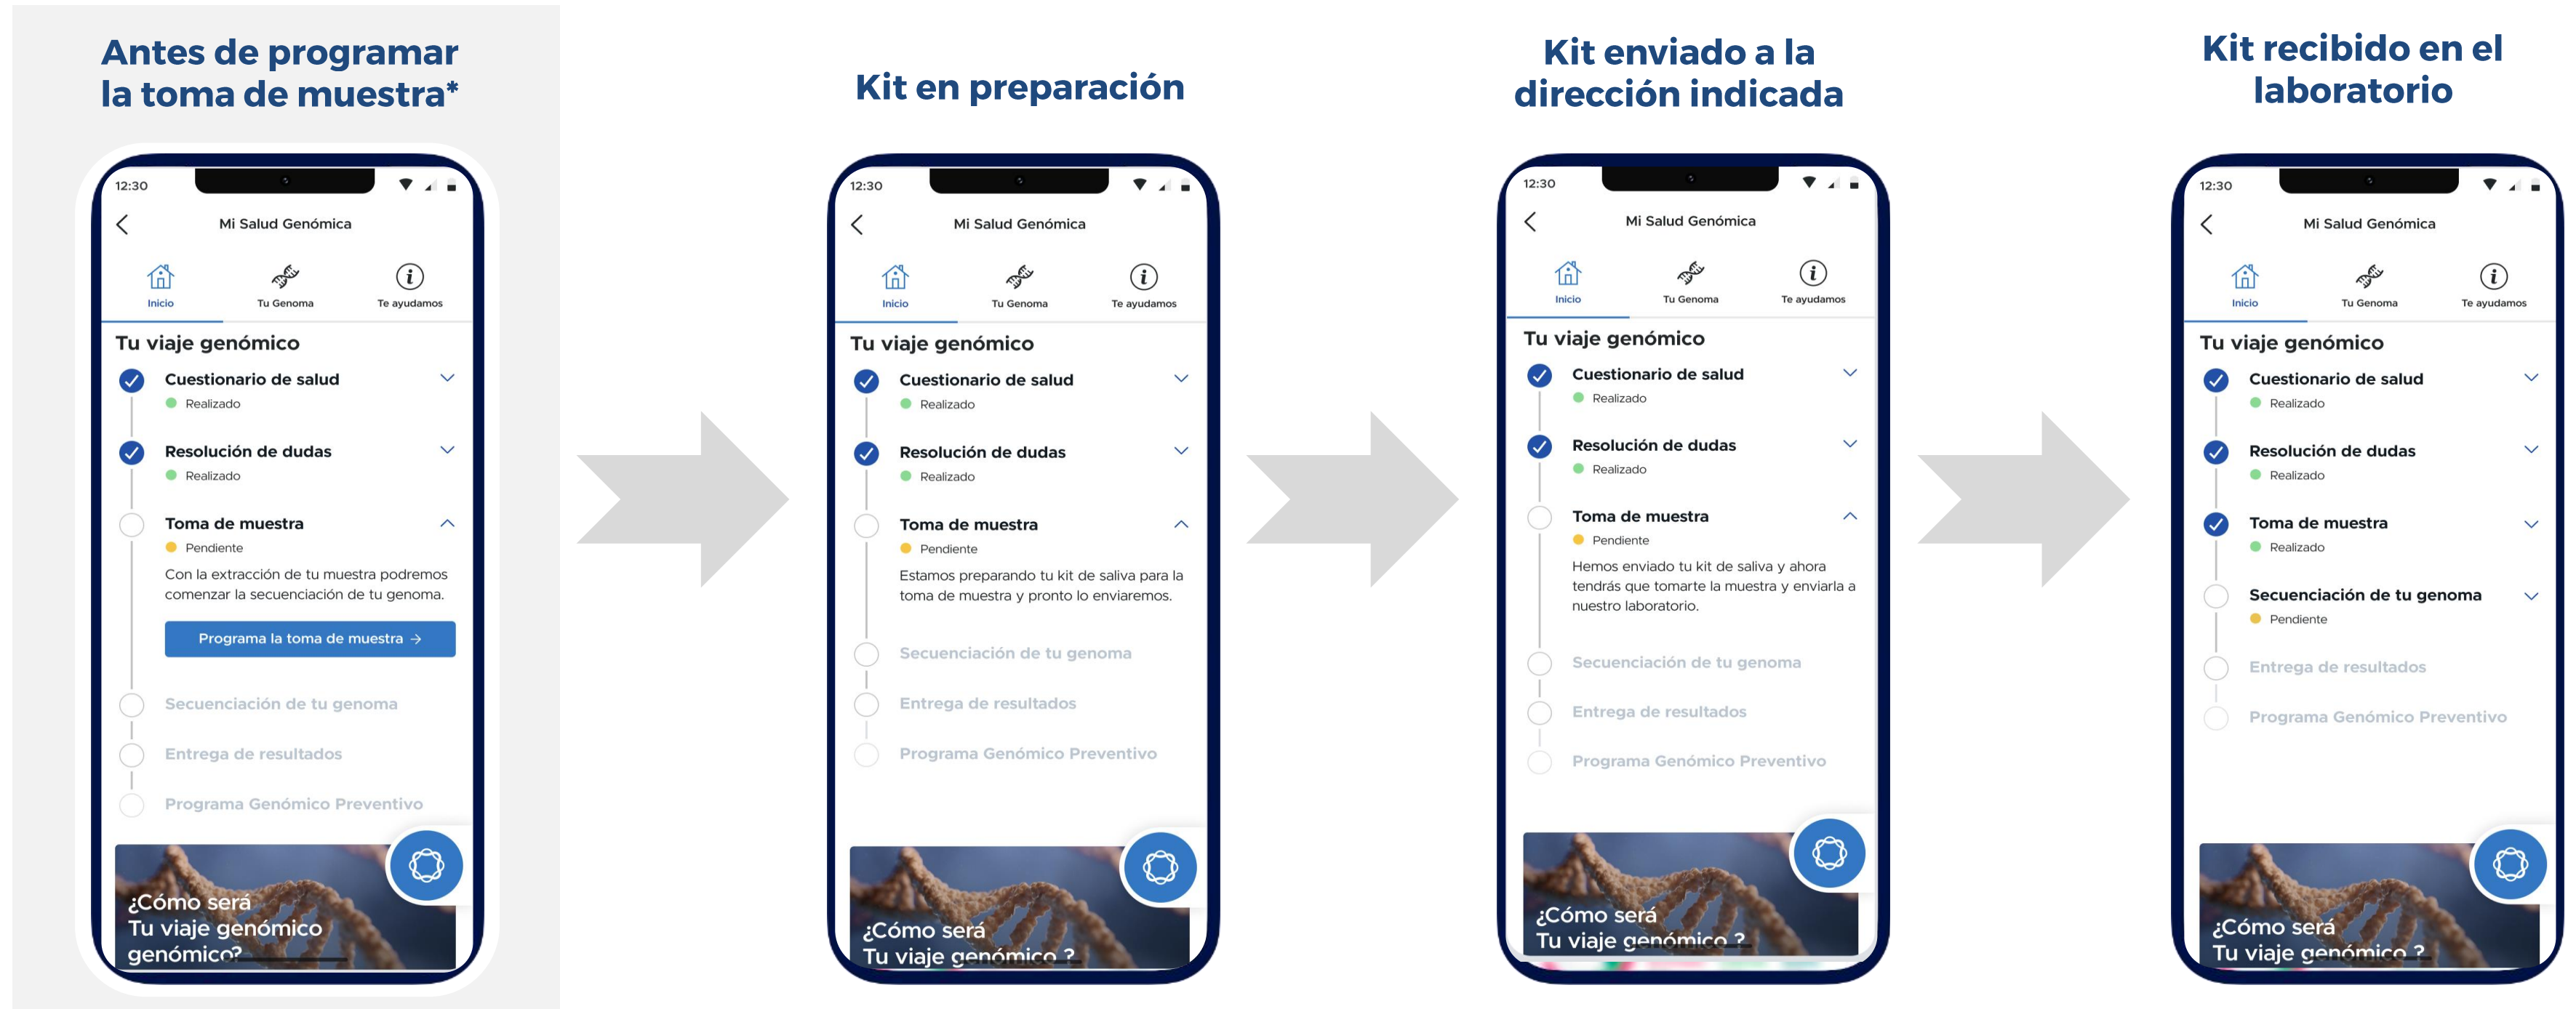 Antes de programar
la toma de muestra*
12:30
Mi Salud Genómica
Inicio
Tu Genoma
Te ayudamos
Tu viaje genómico
Cuestionario de salud
Realizado
Resolución de dudas
Realizado
Toma de muestra
Pendiente
Con la extracción de tu muestra podremos
comenzar la secuenciación de tu genoma.
Programa la toma de muestra →
Secuenciación de tu genoma
Entrega de resultados
Programa Genómico Preventivo
¿Cómo será
Tu viaje genómico
genómico?
Kit en preparación
12:30
Mi Salud Genómica
Inicio
Tu Genoma
Te ayudamos
Tu viaje genómico
Cuestionario de salud
Realizado
Resolución de dudas
Realizado
Toma de muestra
Pendiente
Estamos preparando tu kit de saliva para la
toma de muestra y pronto lo enviaremos.
Secuenciación de tu genoma
Entrega de resultados
Programa Genómico Preventivo
¿Cómo será
Tu viaje genómico ?
Kit enviado a la
dirección indicada
12:30
Mi Salud Genómica
Inicio
Tu Genoma
Te ayudamos
Tu viaje genómico
Cuestionario de salud
Realizado
Resolución de dudas
Realizado
Toma de muestra
Pendiente
Hemos enviado tu kit de saliva y ahora
tendrás que tomarte la muestra y enviarla a
nuestro laboratorio.
Secuenciación de tu genoma
Entrega de resultados
Programa Genómico Preventivo
¿Cómo será
Tu viaje genómico ?
Kit recibido en el
laboratorio
12:30
Mi Salud Genómica
Inicio
Tu Genoma
Te ayudamos
Tu viaje genómico
Cuestionario de salud
Realizado
Resolución de dudas
Realizado
Toma de muestra
Realizado
Secuenciación de tu genoma
Pendiente
Entrega de resultados
Programa Genómico Preventivo
¿Cómo será
Tu viaje genómico ?